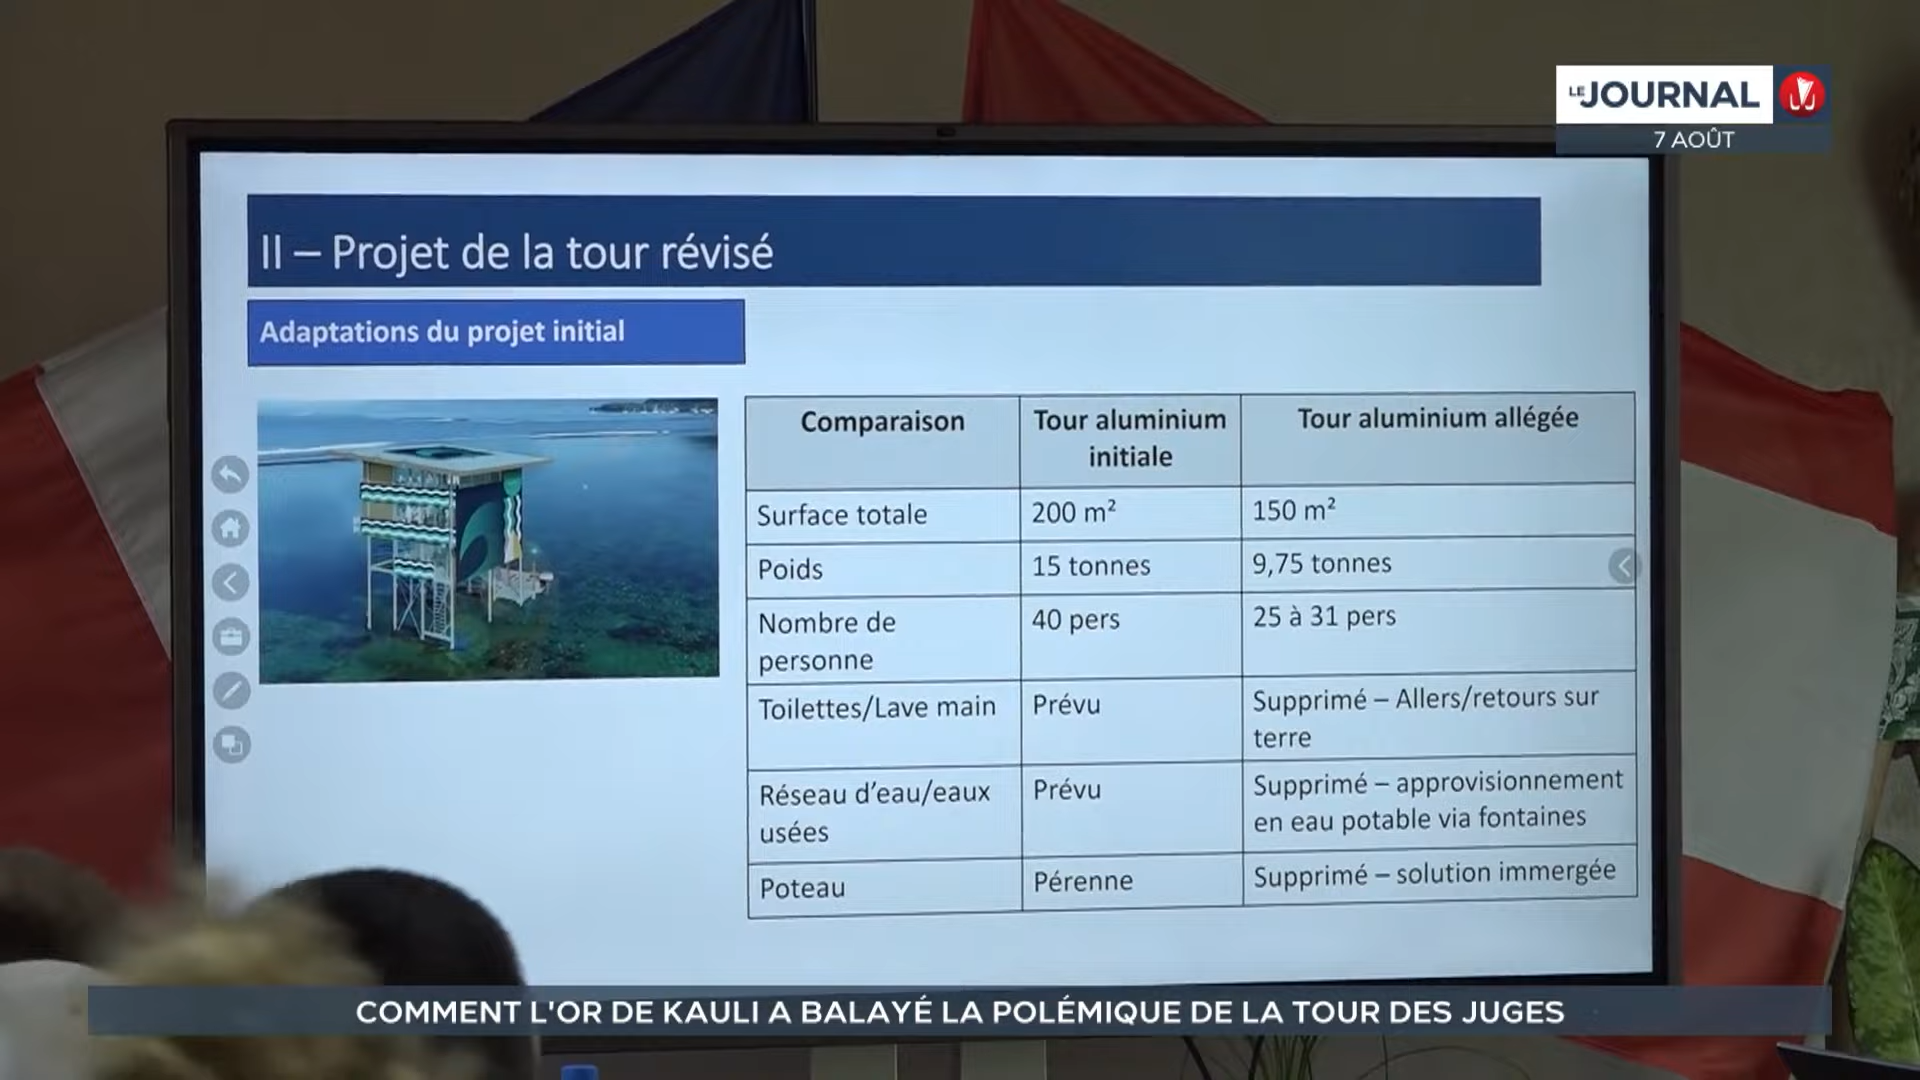 LE JOURNAL
7 AOÛT
II – Projet de la tour révisé
Adaptations du projet initial
Comparaison
Tour aluminium
initiale
Tour aluminium allégée
Surface totale
200 m²
150 m²
Poids
15 tonnes
9,75 tonnes
Nombre de
personne
40 pers
25 à 31 pers
Toilettes/Lave main
Prévu
Supprimé – Allers/retours sur
terre
Réseau d'eau/eaux
usées
Prévu
Supprimé – approvisionnement
en eau potable via fontaines
Poteau
Pérenne
Supprimé – solution immergée
COMMENT L'OR DE KAULI A BALAYÉ LA POLÉMIQUE DE LA TOUR DES JUGES